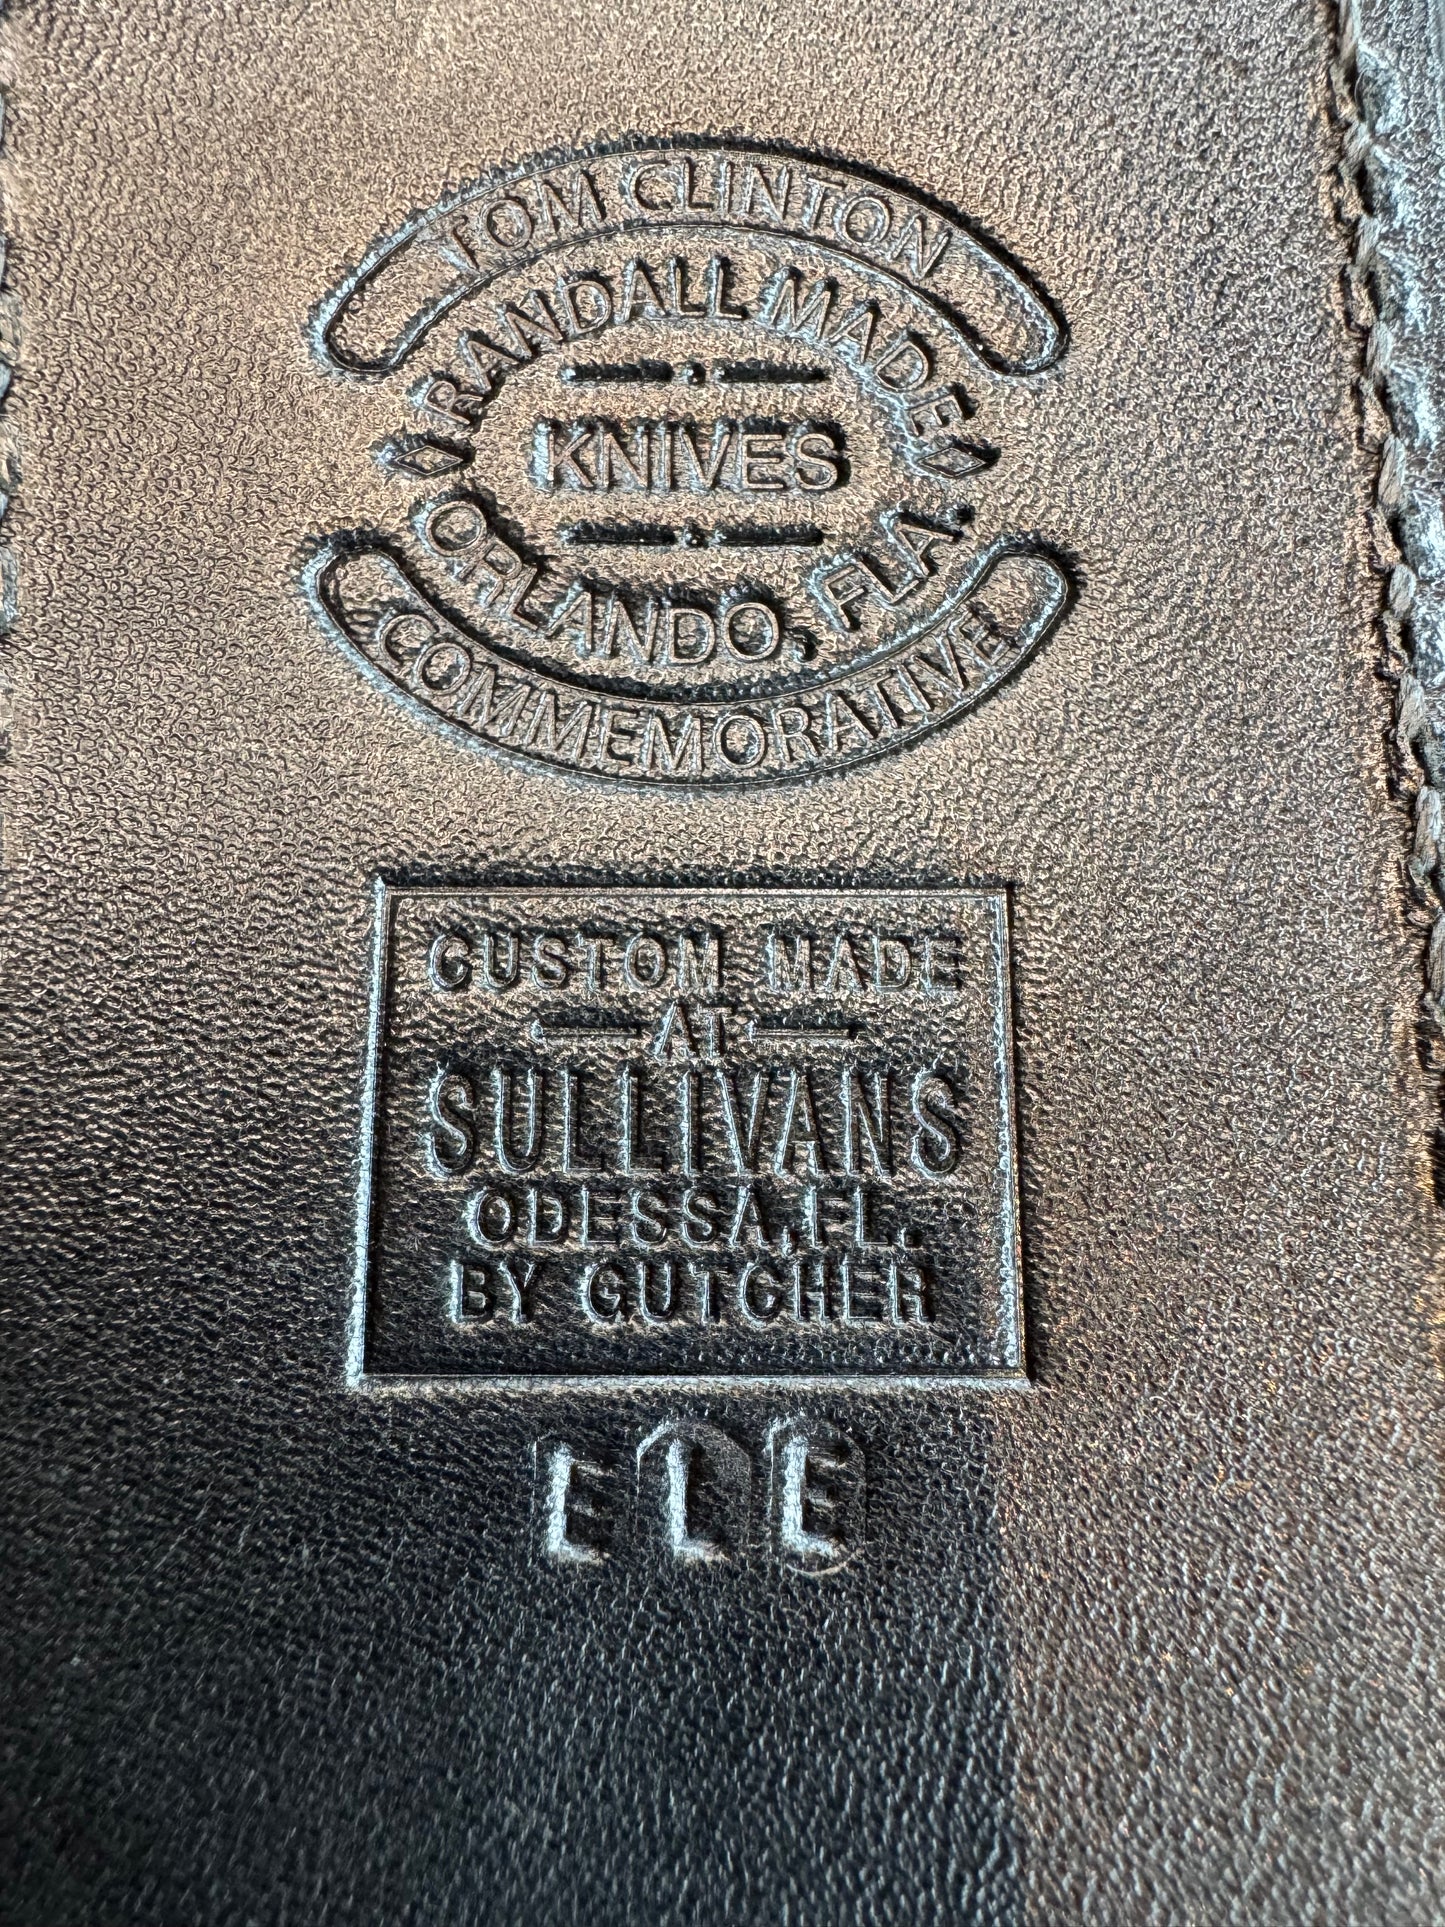 TOM CLINTON
RANDALL MADE
KNIVES
ORLANDO, FLA.
COMMEMORATIVE
CUSTOM MADE
AT
SULLIVANS
ODESSA, FL.
BY GUTCHER
ELE